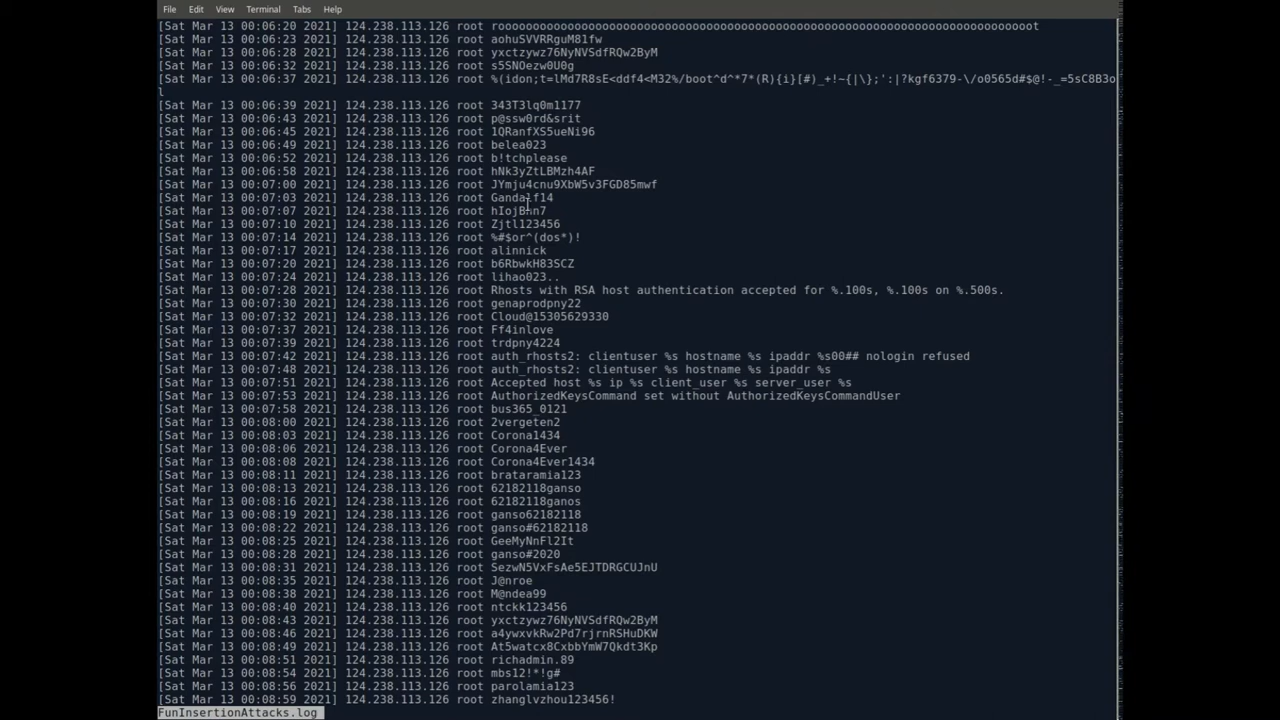 File Edit View Terminal Tabs Help
[Sat Mar 13 00:06:20 2021] 124.238.113.126 root roooooooooooooooooooooooooooooooooooooooooooooooooooooooooooooooooooooooooooooot
[Sat Mar 13 00:06:23 2021] 124.238.113.126 root aohuSVVRRguM81fw
[Sat Mar 13 00:06:28 2021] 124.238.113.126 root yxctzywz76NyNVSdfRQw2ByM
[Sat Mar 13 00:06:32 2021] 124.238.113.126 root s5SNOezw0U0g
[Sat Mar 13 00:06:37 2021] 124.238.113.126 root %(idon;t=lMd7R8sE<ddf4<M32%/boot^d^*7*(R){i}[#)_+!~{|\};':|?kgf6379-\/o0565d#$@!-_=5sC8B3o
l
[Sat Mar 13 00:06:39 2021] 124.238.113.126 root 343T3lq0m1177
[Sat Mar 13 00:06:43 2021] 124.238.113.126 root p@ssw0rd&srit
[Sat Mar 13 00:06:45 2021] 124.238.113.126 root 1QRanfXS5ueNi96
[Sat Mar 13 00:06:49 2021] 124.238.113.126 root belea023
[Sat Mar 13 00:06:52 2021] 124.238.113.126 root b!tchplease
[Sat Mar 13 00:06:58 2021] 124.238.113.126 root hNk3yZtLBMzh4AF
[Sat Mar 13 00:07:00 2021] 124.238.113.126 root JYmju4cnu9XbW5v3FGD85mwf
[Sat Mar 13 00:07:03 2021] 124.238.113.126 root Gandalf14
[Sat Mar 13 00:07:07 2021] 124.238.113.126 root
[Sat Mar 13 00:07:10 2021] 124.238.113.126 root Zjtl123456
[Sat Mar 13 00:07:14 2021] 124.238.113.126 root %#$or^(dos*)!
[Sat Mar 13 00:07:17 2021] 124.238.113.126 root alinnick
[Sat Mar 13 00:07:20 2021] 124.238.113.126 root b6RbwkH83SCZ
[Sat Mar 13 00:07:24 2021] 124.238.113.126 root lihao023..
[Sat Mar 13 00:07:28 2021] 124.238.113.126 root Rhosts with RSA host authentication accepted for %.100s, %.100s on %.500s.
[Sat Mar 13 00:07:30 2021] 124.238.113.126 root genaprodpny22
[Sat Mar 13 00:07:32 2021] 124.238.113.126 root Cloud@15305629330
[Sat Mar 13 00:07:37 2021] 124.238.113.126 root Ff4inlove
[Sat Mar 13 00:07:39 2021] 124.238.113.126 root trdpny4224
[Sat Mar 13 00:07:42 2021] 124.238.113.126 root auth_rhosts2: clientuser %s hostname %s ipaddr %s00## nologin refused
[Sat Mar 13 00:07:48 2021] 124.238.113.126 root auth_rhosts2: clientuser %s hostname %s ipaddr %s
[Sat Mar 13 00:07:51 2021] 124.238.113.126 root Accepted host %s ip %s client_user %s server_user %s
[Sat Mar 13 00:07:53 2021] 124.238.113.126 root AuthorizedKeysCommand set without AuthorizedKeysCommandUser
[Sat Mar 13 00:07:58 2021] 124.238.113.126 root bus365_0121
[Sat Mar 13 00:08:00 2021] 124.238.113.126 root 2vergeten2
[Sat Mar 13 00:08:03 2021] 124.238.113.126 root Corona1434
[Sat Mar 13 00:08:06 2021] 124.238.113.126 root Corona4Ever
[Sat Mar 13 00:08:08 2021] 124.238.113.126 root Corona4Ever1434
[Sat Mar 13 00:08:11 2021] 124.238.113.126 root brataramia123
[Sat Mar 13 00:08:13 2021] 124.238.113.126 root 62182118ganso
[Sat Mar 13 00:08:16 2021] 124.238.113.126 root 62182118ganos
[Sat Mar 13 00:08:19 2021] 124.238.113.126 root ganso62182118
[Sat Mar 13 00:08:22 2021] 124.238.113.126 root ganso#62182118
[Sat Mar 13 00:08:25 2021] 124.238.113.126 root GeeMyNnFl2It
[Sat Mar 13 00:08:28 2021] 124.238.113.126 root ganso#2020
[Sat Mar 13 00:08:31 2021] 124.238.113.126 root SezwN5VxFsAe5EJTDRGCUJnU
[Sat Mar 13 00:08:35 2021] 124.238.113.126 root J@nroe
[Sat Mar 13 00:08:38 2021] 124.238.113.126 root M@ndea99
[Sat Mar 13 00:08:40 2021] 124.238.113.126 root ntckk123456
[Sat Mar 13 00:08:43 2021] 124.238.113.126 root yxctzywz76NyNVSdfRQw2ByM
[Sat Mar 13 00:08:46 2021] 124.238.113.126 root a4ywxvkRw2Pd7rjrnRSHuDKW
[Sat Mar 13 00:08:49 2021] 124.238.113.126 root At5watcx8CxbbYmW7Qkdt3Kp
[Sat Mar 13 00:08:51 2021] 124.238.113.126 root richadmin.89
[Sat Mar 13 00:08:54 2021] 124.238.113.126 root mbs12!*!g#
[Sat Mar 13 00:08:56 2021] 124.238.113.126 root parolamia123
[Sat Mar 13 00:08:59 2021] 124.238.113.126 root zhanglvzhou123456!
FunInsertionAttacks.log